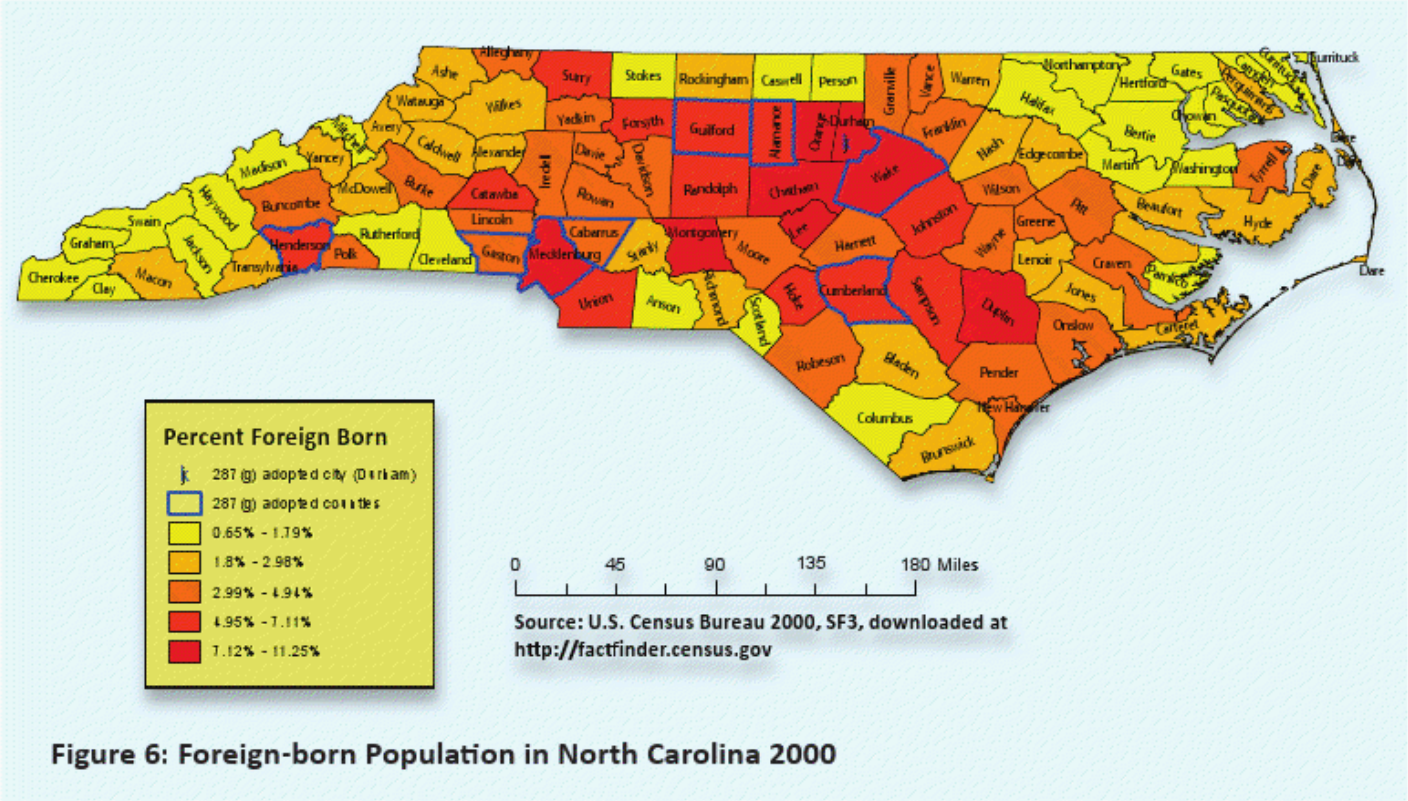 Alleghany
Ashe
Surry
Stokes
Rockingham
Caswell
Person
Granville
Vance
Warren
Northampton
Hertford
Gates
Currituck
Camden
Currituck
Pasquotank
Perquimans
Chowan
Halifax
Bertie
Watauga
Wilkes
Yadkin
Forsyth
Guilford
Alamance
Orange
Durham
Franklin
Nash
Edgecombe
Martin
Washington
Tyrrell
Dare
Dare
Dare
Mitchell
Avery
Caldwell
Alexander
Iredell
Davie
Davidson
Randolph
Chatham
Wake
Wilson
Pitt
Beaufort
Hyde
Madison
Yancey
McDowell
Burke
Catawba
Rowan
Johnston
Greene
Haywood
Buncombe
Lincoln
Swain
Rutherford
Cabarrus
Montgomery
Lee
Harnett
Wayne
Graham
Jackson
Henderson
Polk
Cleveland
Gaston
Mecklenburg
Stanly
Moore
Lenoir
Craven
Pamlico
Dare
Cherokee
Clay
Macon
Transylvania
Union
Anson
Richmond
Scotland
Hoke
Cumberland
Sampson
Duplin
Jones
Onslow
Carteret
Robeson
Bladen
Pender
Columbus
New Hanover
Brunswick
Percent Foreign Born
287 (g) adopted city (Durham)
287 (g) adopted counties
0.65% - 1.79%
1.8% - 2.98%
2.99% - 4.94%
4.95% - 7.11%
7.12% - 11.25%
0 45 90 135 180 Miles
Source: U.S. Census Bureau 2000, SF3, downloaded at
http://factfinder.census.gov
Figure 6: Foreign-born Population in North Carolina 2000